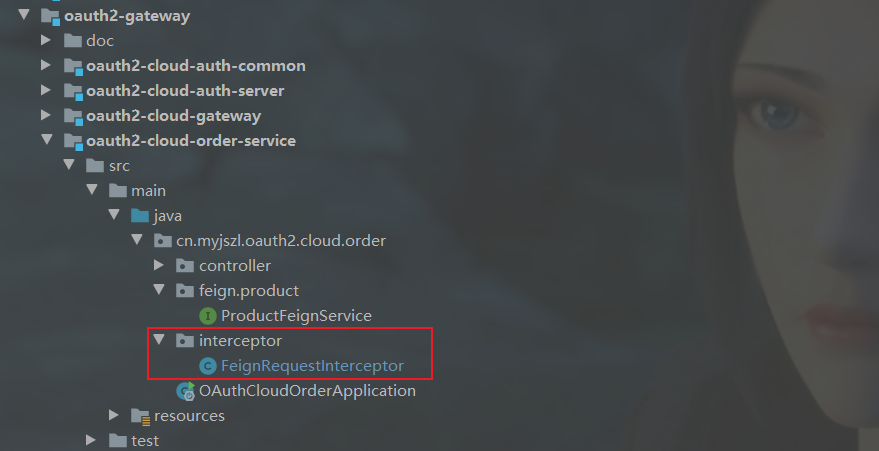 oauth2-gateway
doc
oauth2-cloud-auth-common
oauth2-cloud-auth-server
oauth2-cloud-gateway
oauth2-cloud-order-service
src
main
java
cn.myjszl.oauth2.cloud.order
controller
feign.product
ProductFeignService
interceptor
FeignRequestInterceptor
OAuthCloudOrderApplication
resources
test